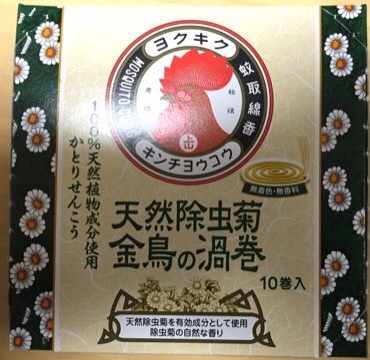 ヨクキク
MOSQUITO
蚊取線香
キンチヨウコウ
100%天然植物成分使用
かとりせんこう
無着色・無香料
天然除虫菊
金鳥の渦巻
10巻入
天然除虫菊を有効成分として使用
除虫菊の自然な香り